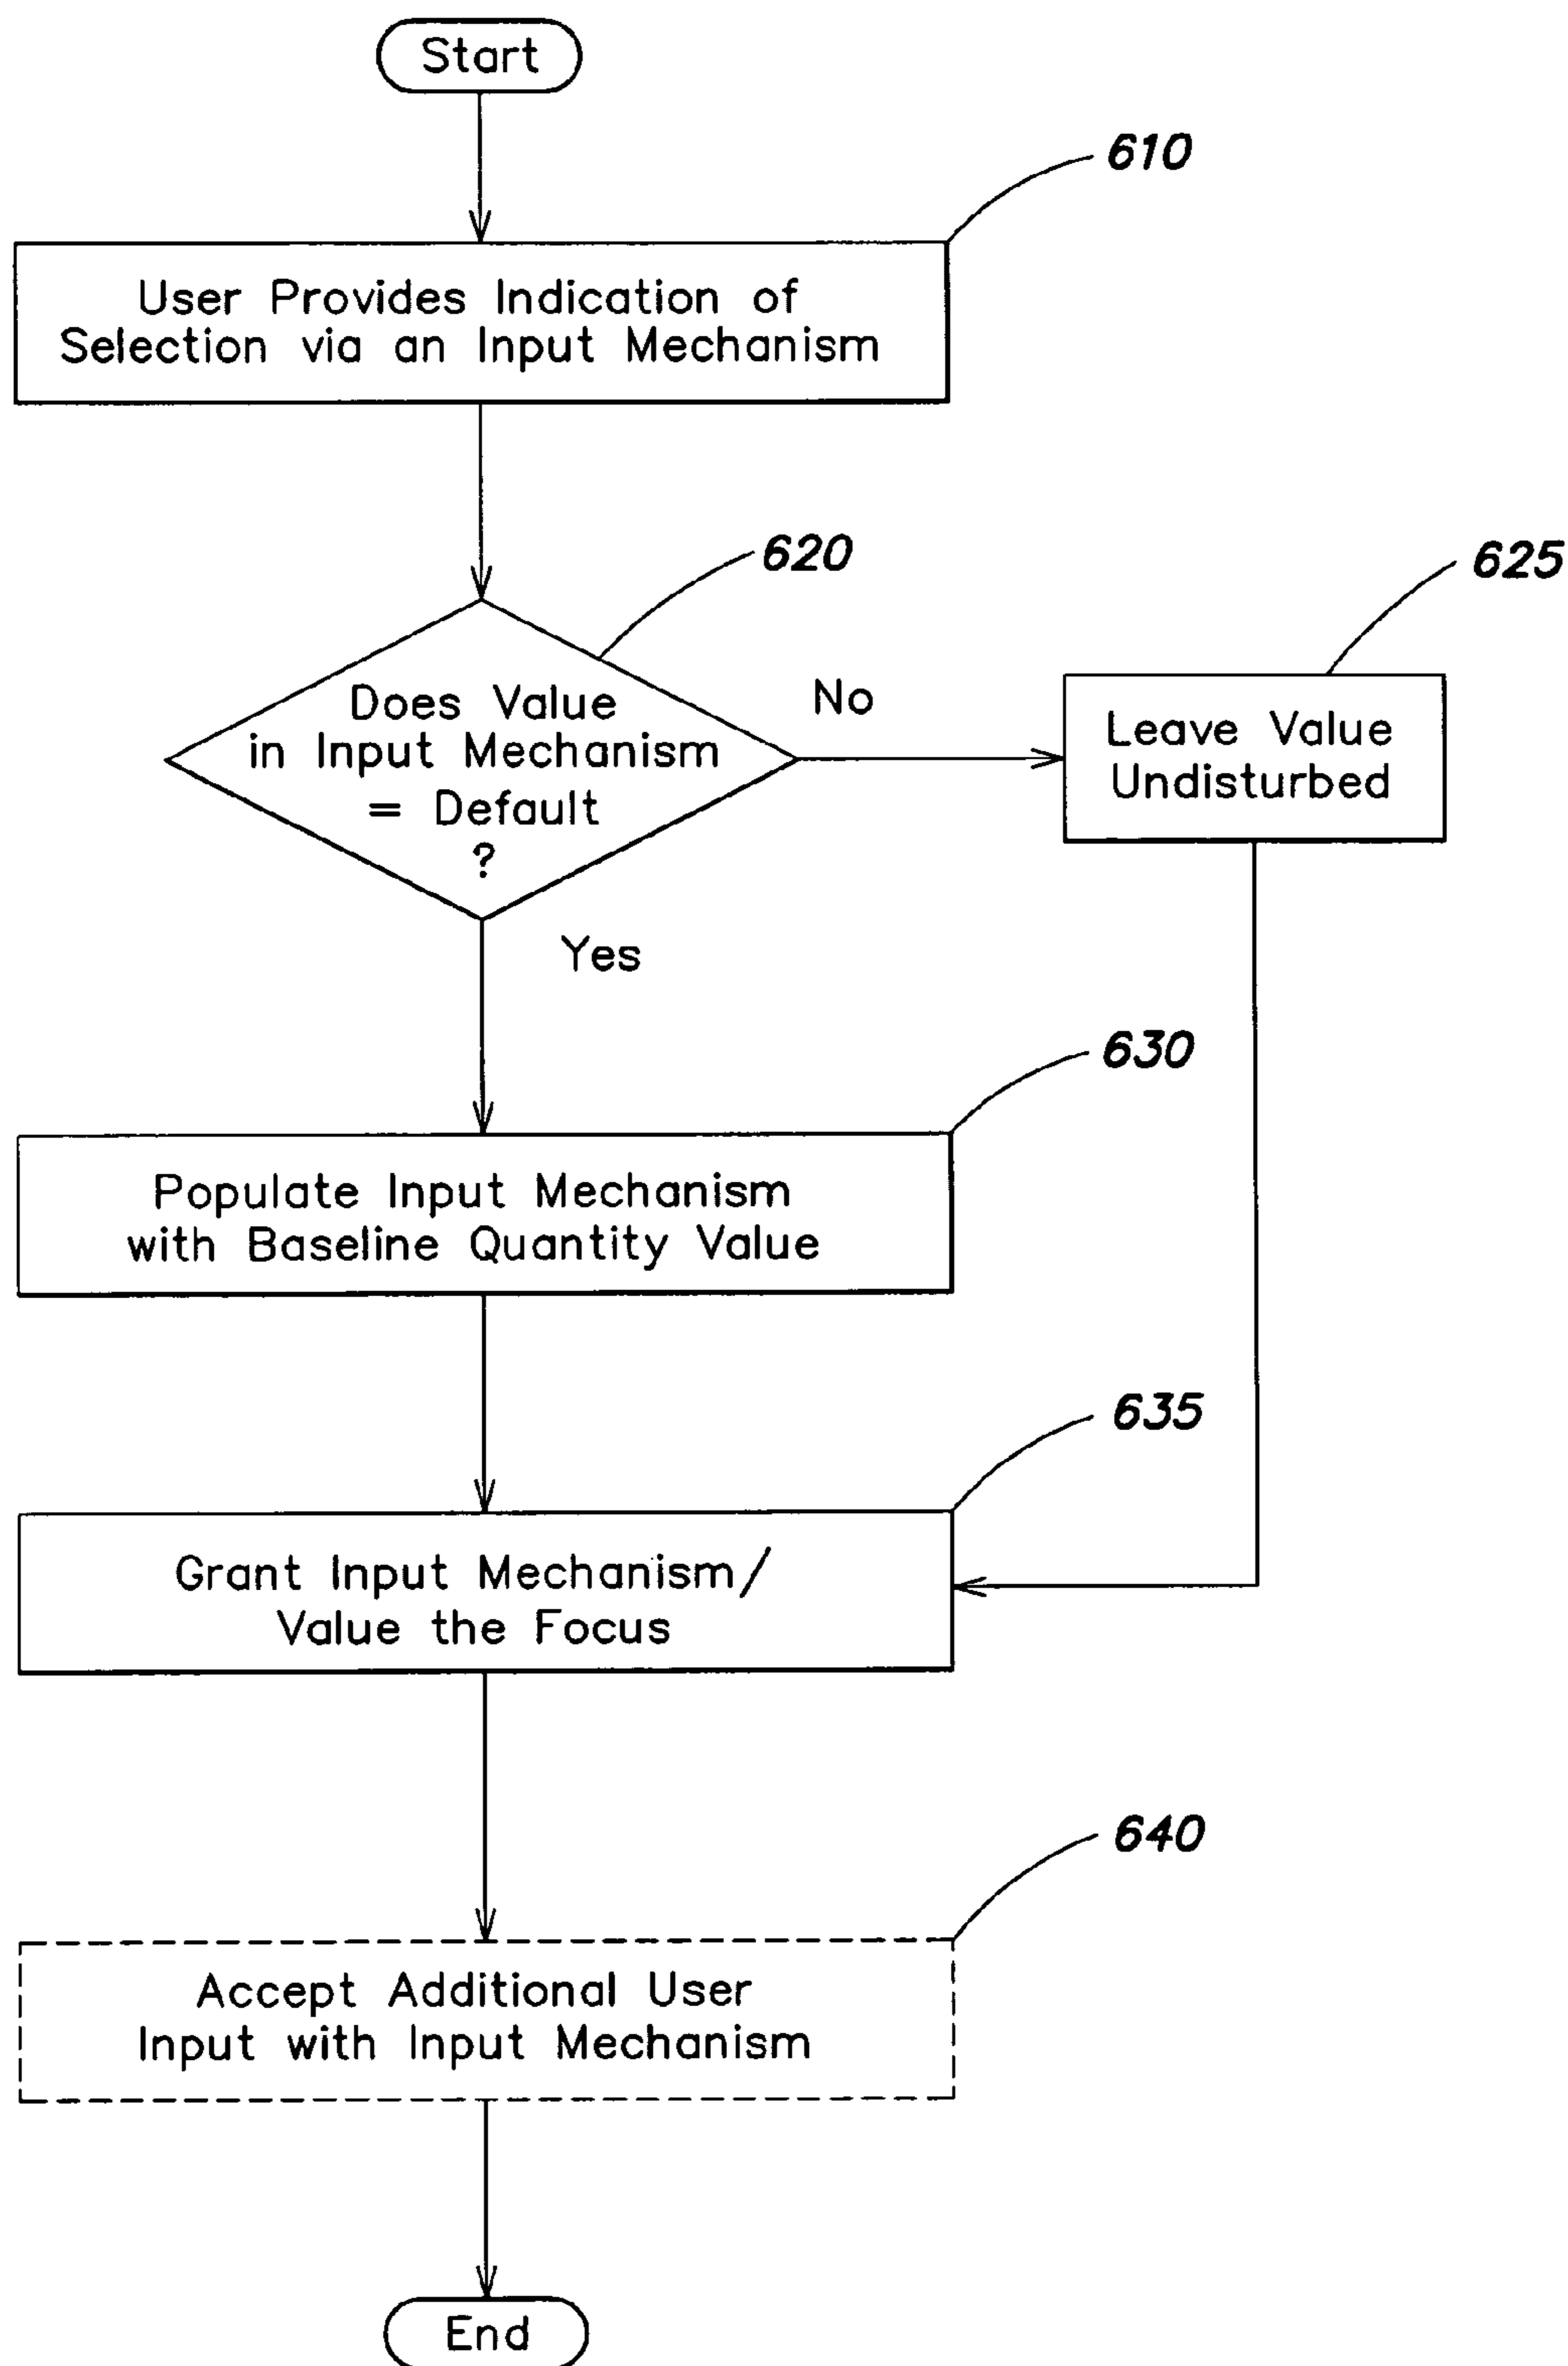 Start
610
User Provides Indication of
Selection via an Input Mechanism
620
625
Does Value
in Input Mechanism
= Default
?
No
Leave Value
Undisturbed
Yes
630
Populate Input Mechanism
with Baseline Quantity Value
635
Grant Input Mechanism/
Value the Focus
640
Accept Additional User
Input with Input Mechanism
End